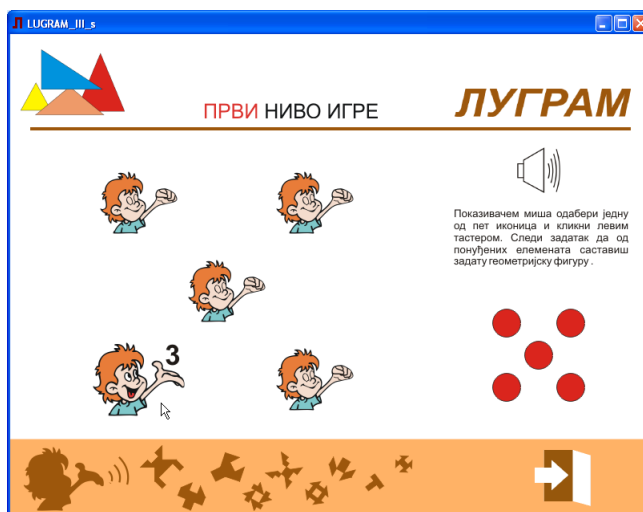 LUGRAM_III_s
ПРВИ НИВО ИГРЕ
ЛУГРАМ
Показивачем миша одабери једну
од пет иконица и кликни левим
тастером. Следи задатак да од
понуђених елемената саставиш
задату геометријску фигуру .
3